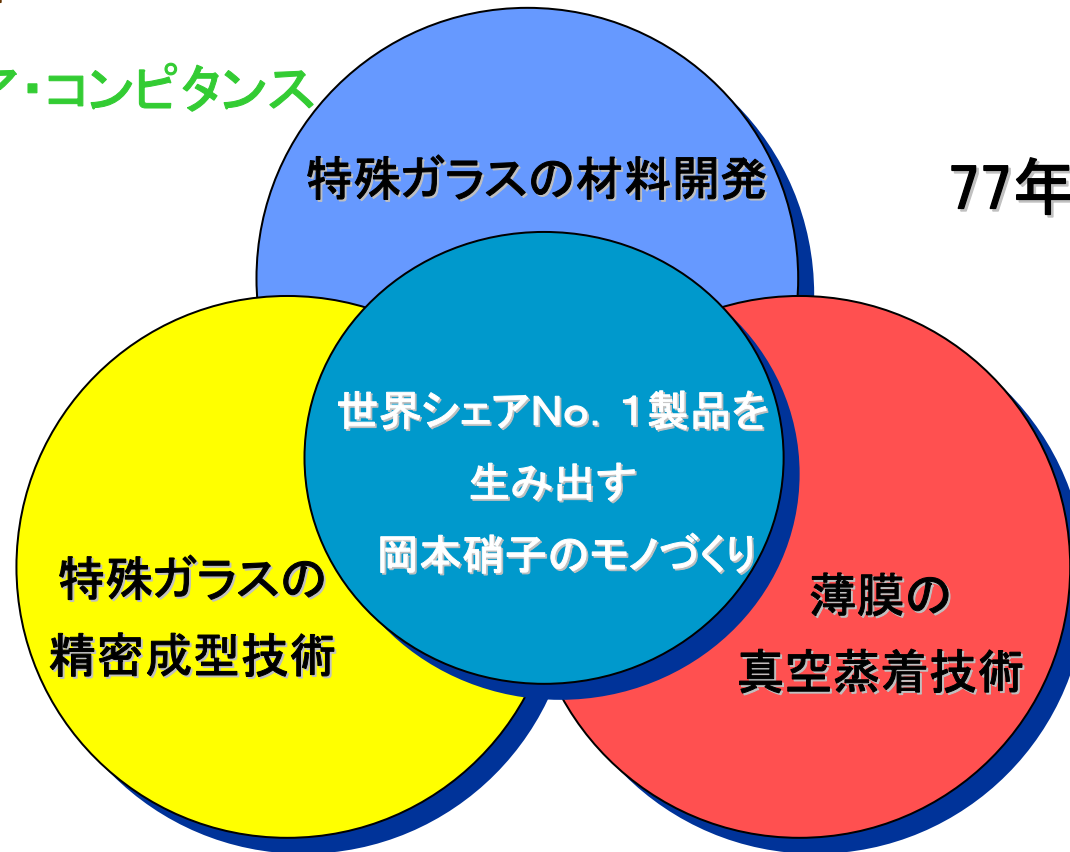 ア・コンピタンス
特殊ガラスの材料開発
77年
世界シェアNo．１製品を
生み出す
岡本硝子のモノづくり
特殊ガラスの
精密成型技術
薄膜の
真空蒸着技術